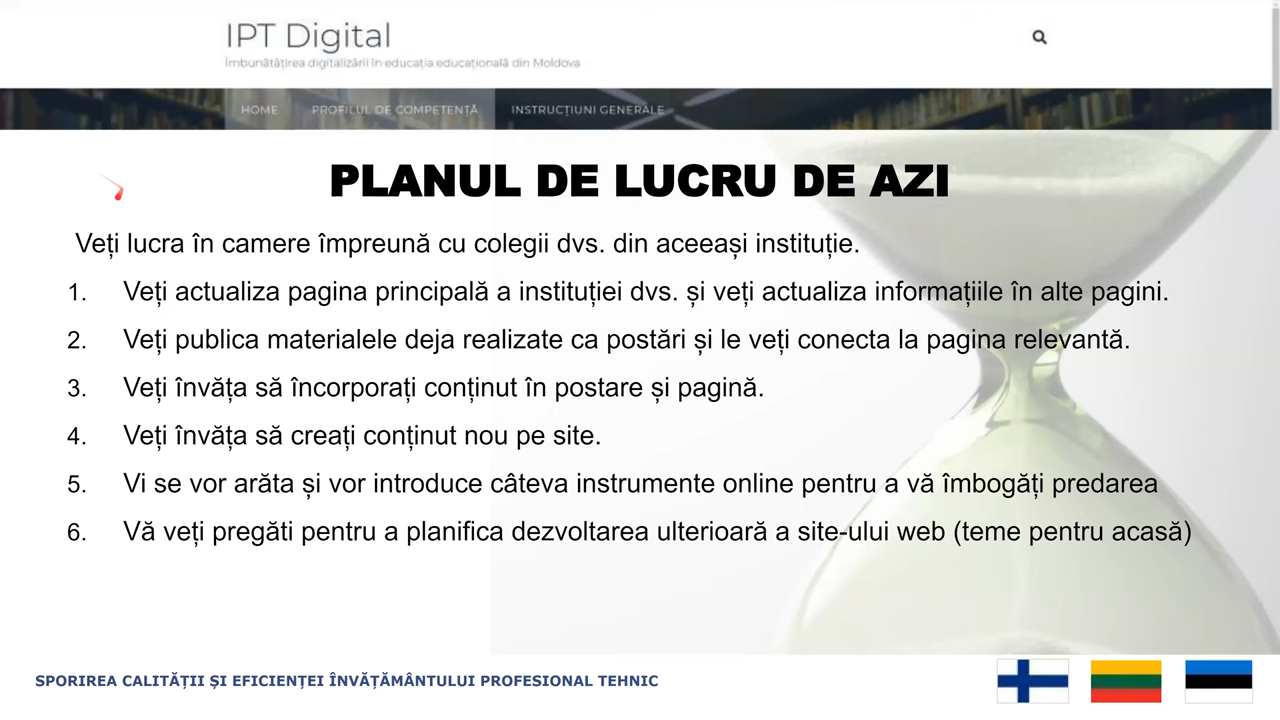 IPT Digital
Îmbunătățirea digitalizării în educația educațională din Moldova
HOME PROFILUL DE COMPETENȚĂ INSTRUCȚIUNI GENERALE
PLANUL DE LUCRU DE AZI
Veți lucra în camere împreună cu colegii dvs. din aceeași instituție.
1. Veți actualiza pagina principală a instituției dvs. și veți actualiza informațiile în alte pagini.
2. Veți publica materialele deja realizate ca postări și le veți conecta la pagina relevantă.
3. Veți învăța să încorporați conținut în postare și pagină.
4. Veți învăța să creați conținut nou pe site.
5. Vi se vor arăta și vor introduce câteva instrumente online pentru a vă îmbogăți predarea
6. Vă veți pregăti pentru a planifica dezvoltarea ulterioară a site-ului web (teme pentru acasă)
SPORIREA CALITĂȚII ȘI EFICIENȚEI ÎNVĂȚĂMÂNTULUI PROFESIONAL TEHNIC